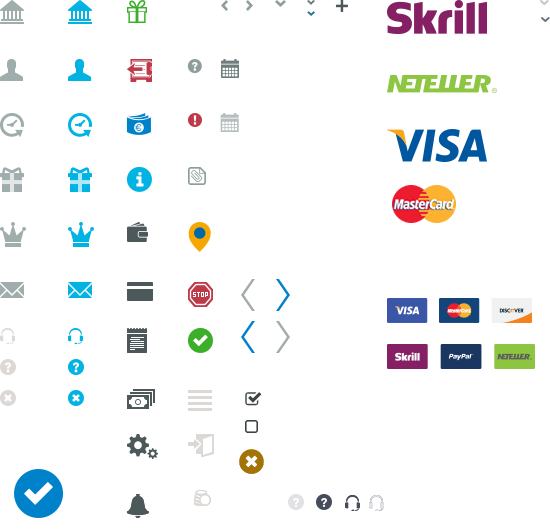 Skrill
NETELLER®
VISA
MasterCard
STOP
VISA
MasterCard
DISCOVER
Skrill
PayPal
NETELLER